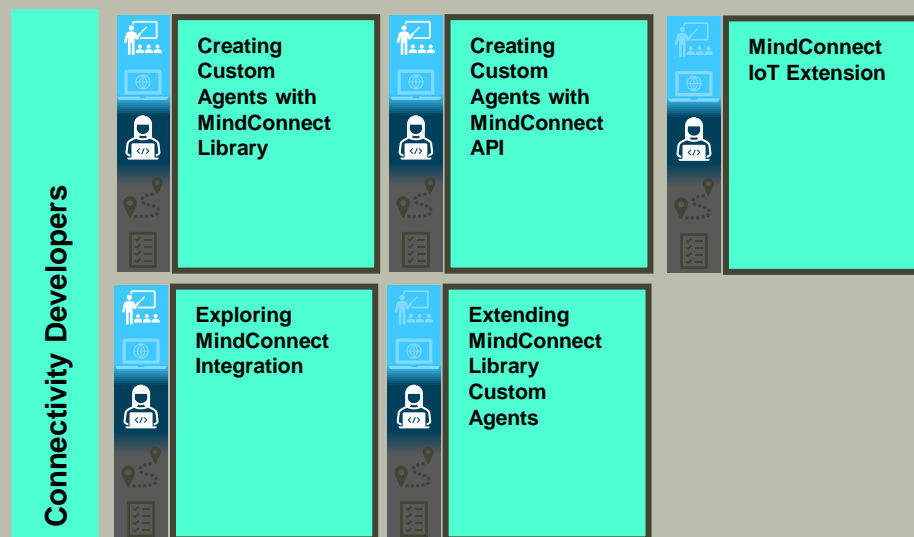 Connectivity Developers
Creating
Custom
Agents with
MindConnect
Library
Creating
Custom
Agents with
MindConnect
API
MindConnect
IoT Extension
Exploring
MindConnect
Integration
Extending
MindConnect
Library
Custom
Agents